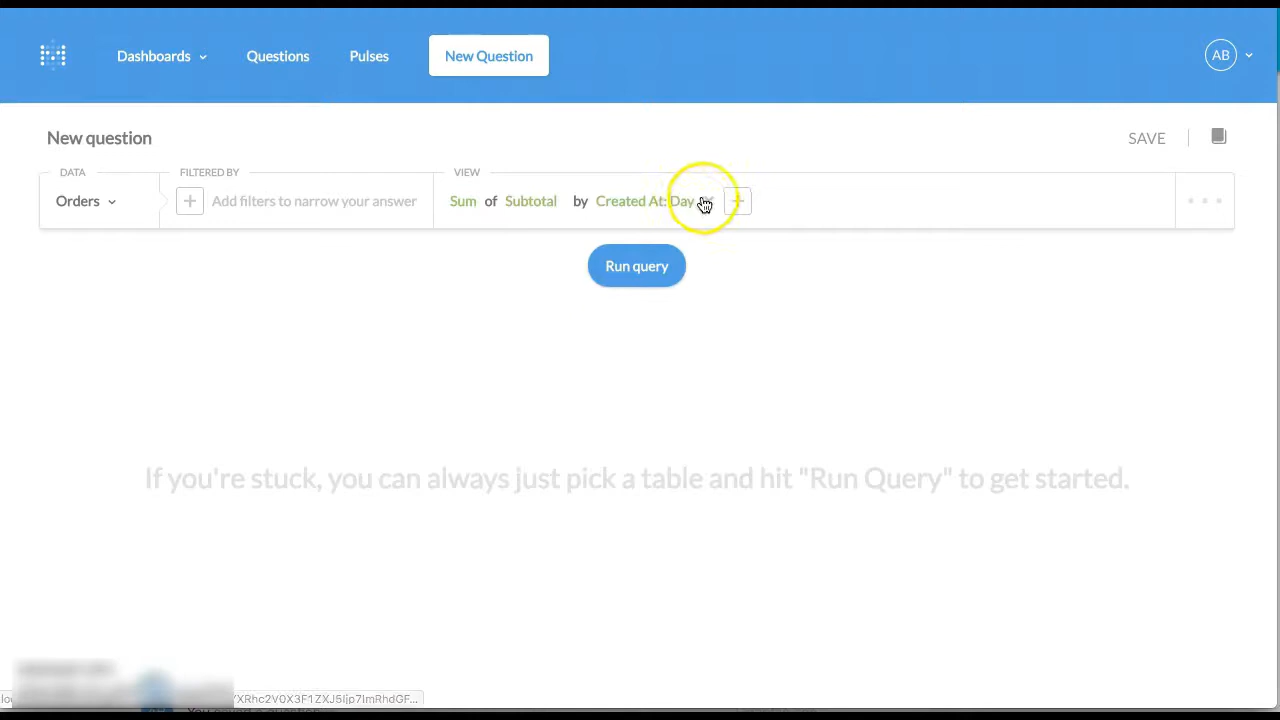 Dashboards Questions Pulses New Question AB
New question SAVE
DATA FILTERED BY VIEW
Orders Add filters to narrow your answer Sum of Subtotal by Created At: Day
Run query
If you're stuck, you can always just pick a table and hit "Run Query" to get started.